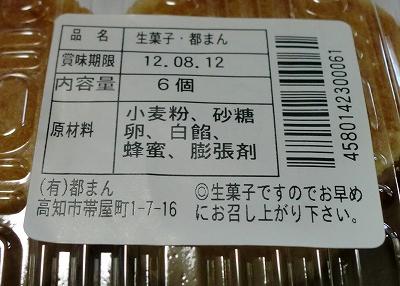 品名 生菓子・都まん
賞味期限 12.08.12
内容量 6個
原材料 小麦粉、砂糖
卵、白餡、
蜂蜜、膨張剤
4580142300061
(有)都まん
高知市帯屋町1-7-16
◎生菓子ですのでお早め
にお召し上がり下さい。